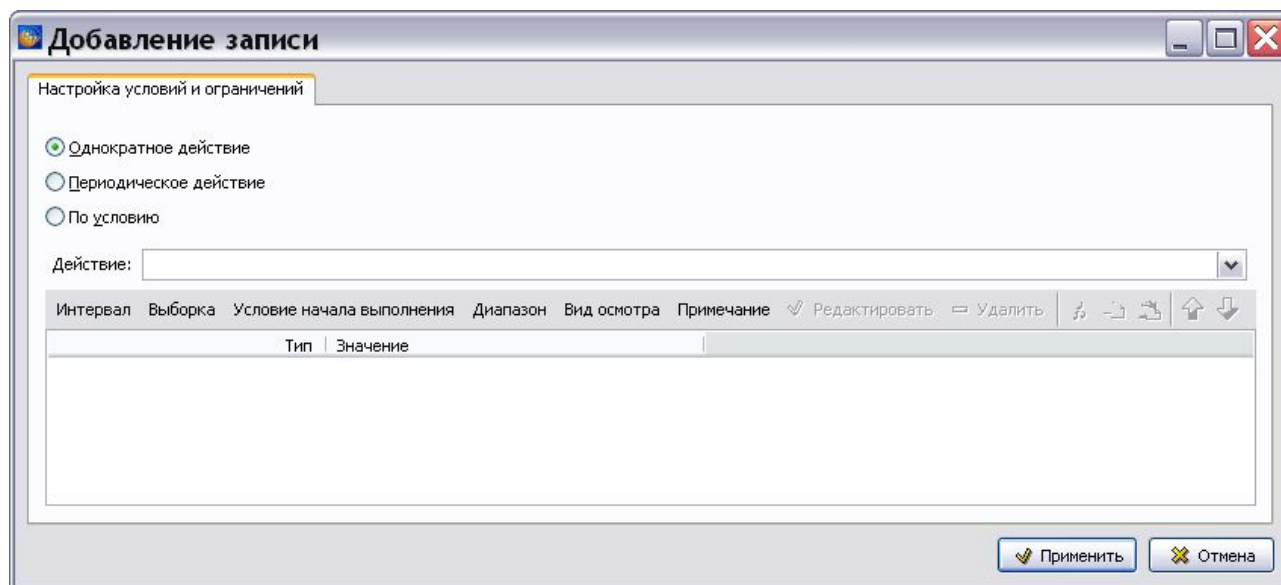 Добавление записи
Настройка условий и ограничений
Однократное действие
Периодическое действие
По условию
Действие:
Интервал Выборка Условие начала выполнения Диапазон Вид осмотра Примечание Редактировать Удалить
Тип Значение
Применить Отмена